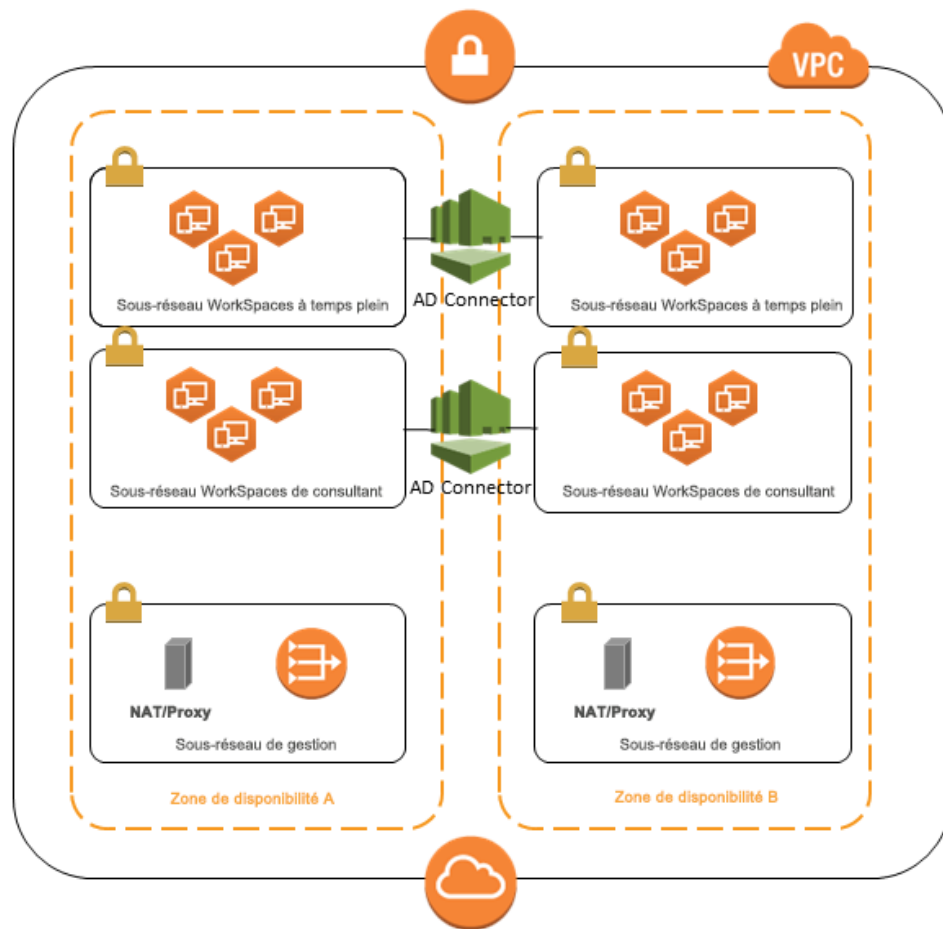 VPC
Sous-réseau WorkSpaces à temps plein
AD Connector
Sous-réseau WorkSpaces à temps plein
Sous-réseau WorkSpaces de consultant
AD Connector
Sous-réseau WorkSpaces de consultant
NAT/Proxy
Sous-réseau de gestion
NAT/Proxy
Sous-réseau de gestion
Zone de disponibilité A
Zone de disponibilité B